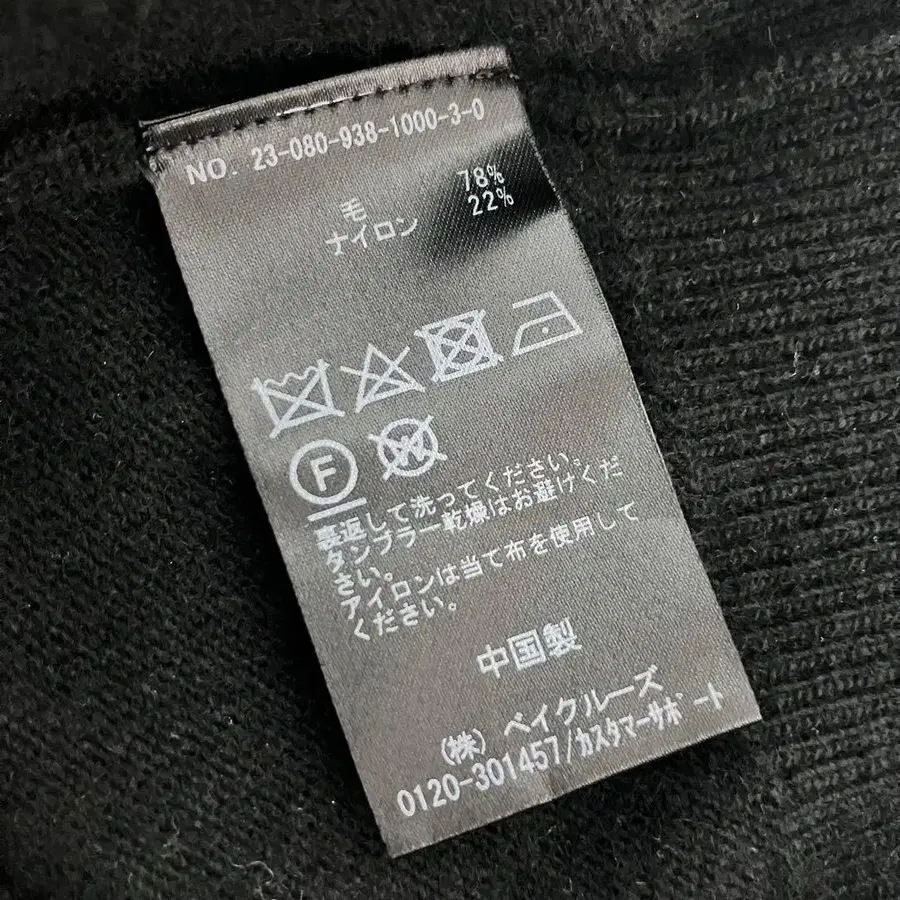 NO. 23-080-938-1000-3-0
毛 78%
ナイロン 22%
F W
裏返して洗ってください。
タンブラー乾燥はお避けくだ
さい。
アイロンは当て布を使用して
ください。
中国製
(株) ベイクルーズ
0120-301457/カスタマーサポート